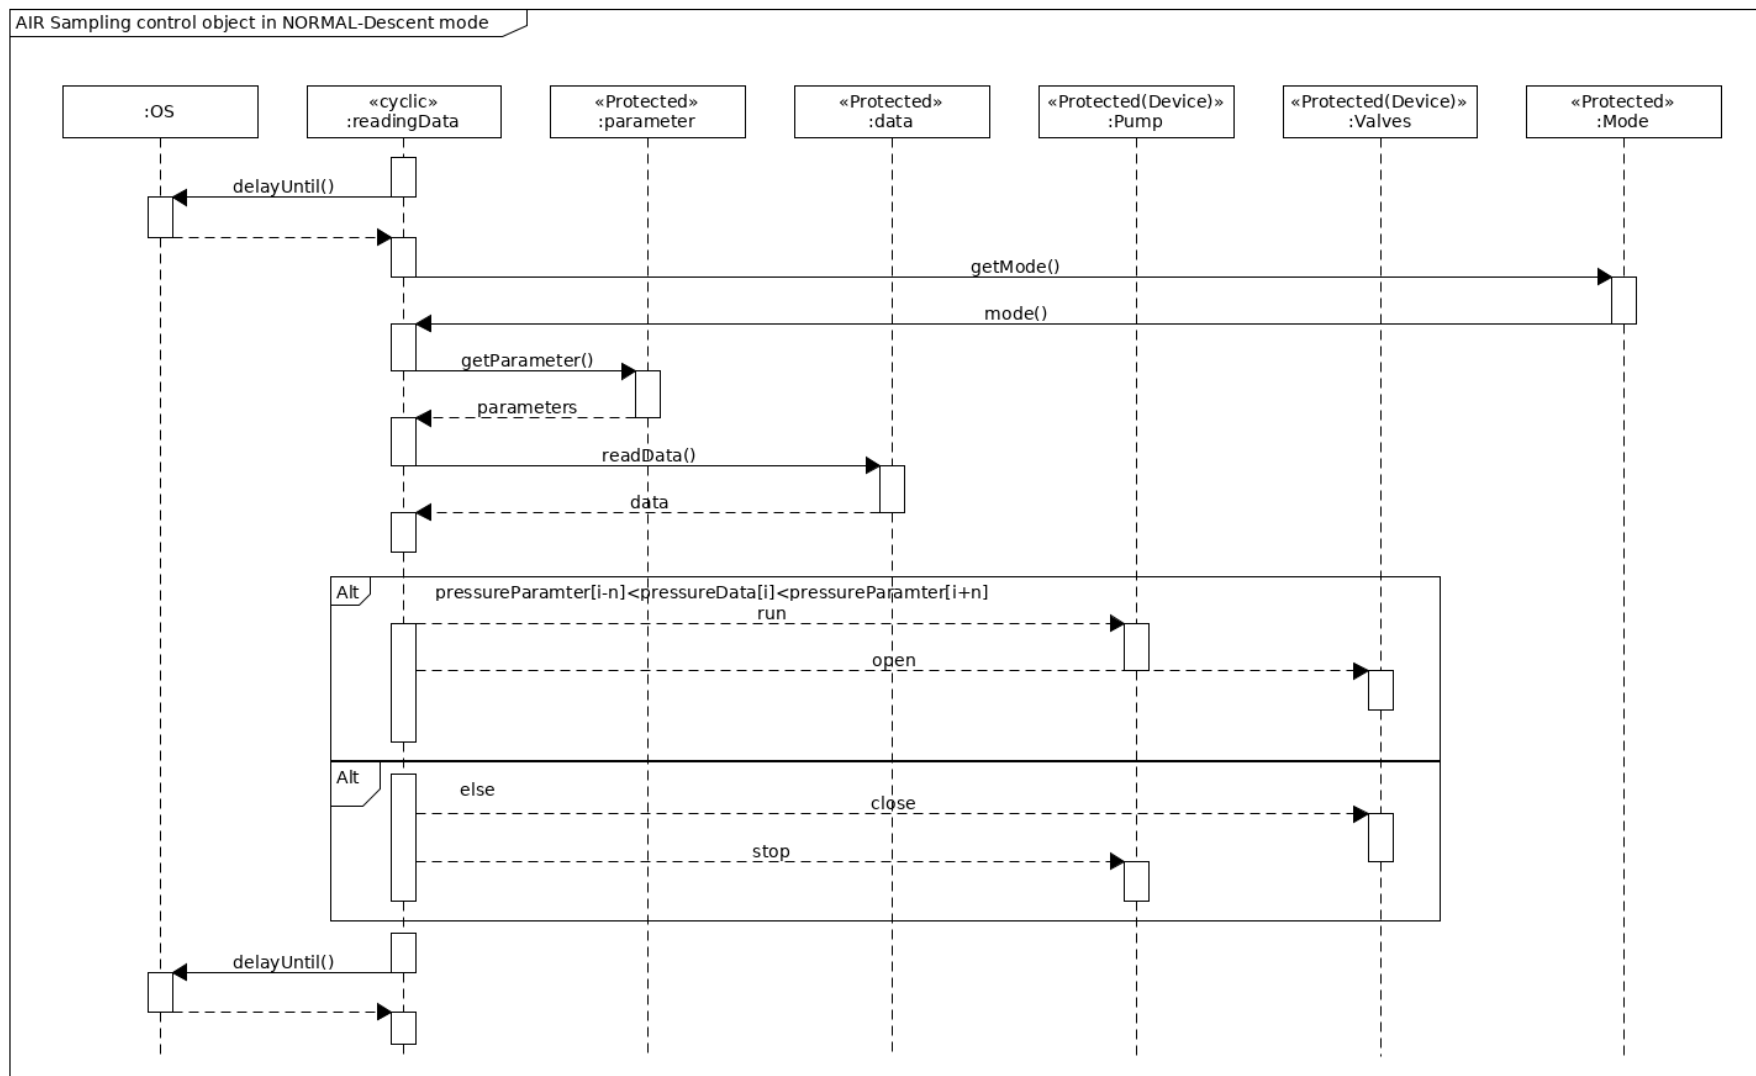 AIR Sampling control object in NORMAL-Descent mode
:OS
«cyclic»
:readingData
«Protected»
:parameter
«Protected»
:data
«Protected(Device)»
:Pump
«Protected(Device)»
:Valves
«Protected»
:Mode
delayUntil()
getMode()
mode()
getParameter()
parameters
readData()
data
Alt
pressureParamter[i-n]<pressureData[i]<pressureParamter[i+n]
run
open
Alt
else
close
stop
delayUntil()